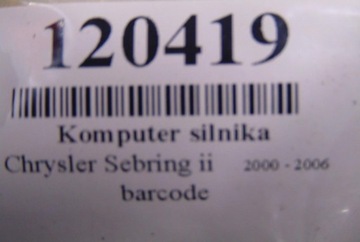 120419
Komputer silnika
Chrysler Sebring ii 2000 - 2006
barcode